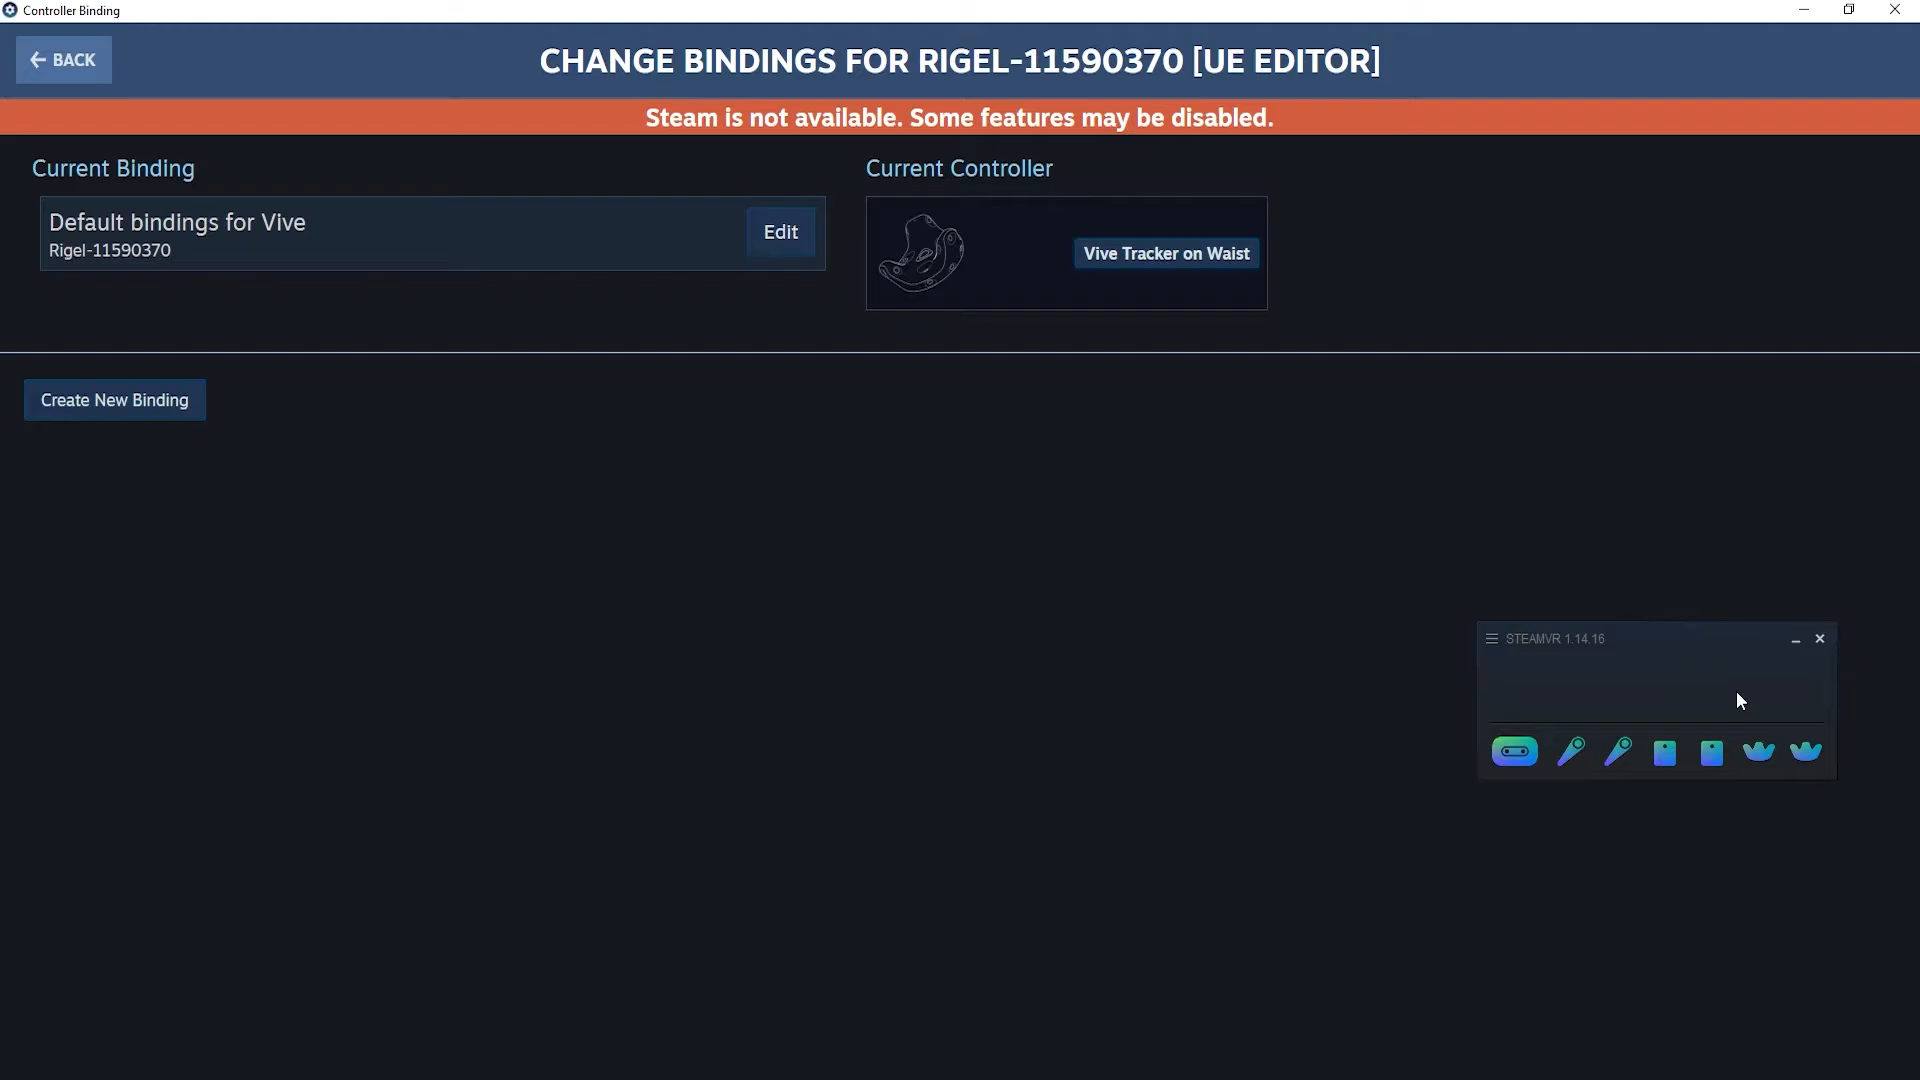 Controller Binding
← BACK
CHANGE BINDINGS FOR RIGEL-11590370 [UE EDITOR]
Steam is not available. Some features may be disabled.
Current Binding
Current Controller
Default bindings for Vive
Rigel-11590370
Edit
Vive Tracker on Waist
Create New Binding
STEAMVR 1.14.16